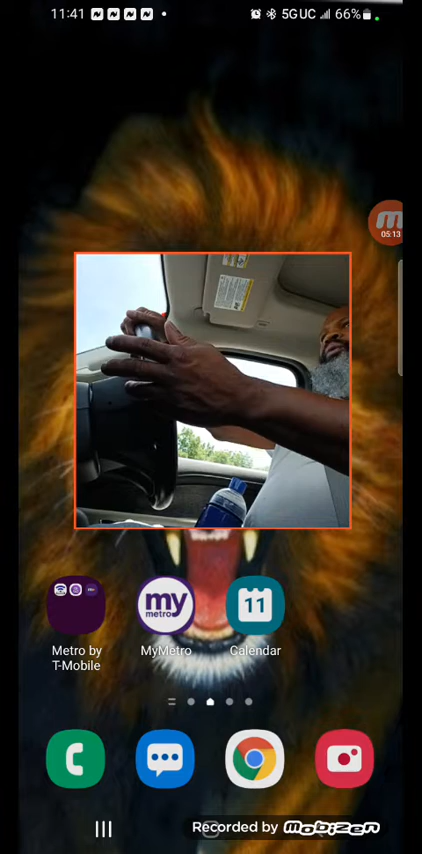 11:41
5GUC
66%
m
05:13
my
metro
11
Metro by
T-Mobile
MyMetro
Calendar
Recorded by MOBIZEN